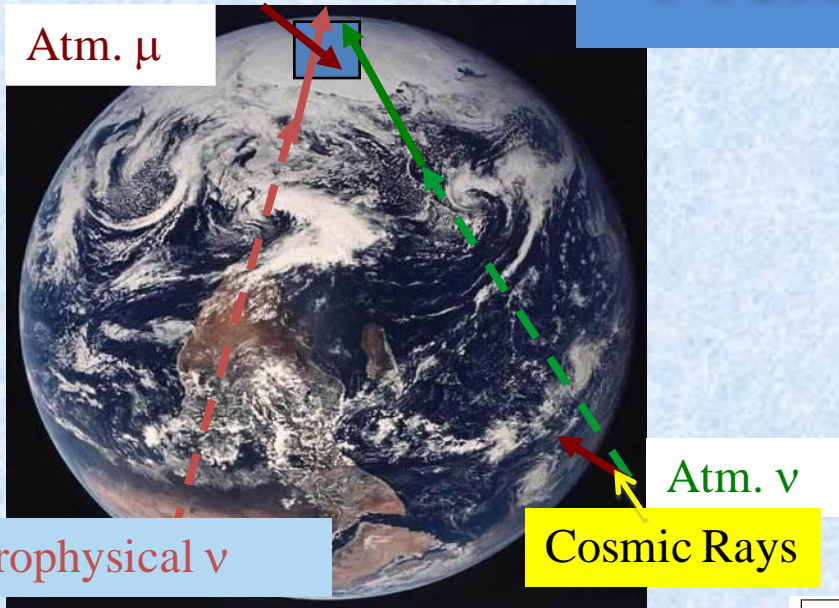 Atm. μ
Atm. ν
rophysical ν
Cosmic Rays